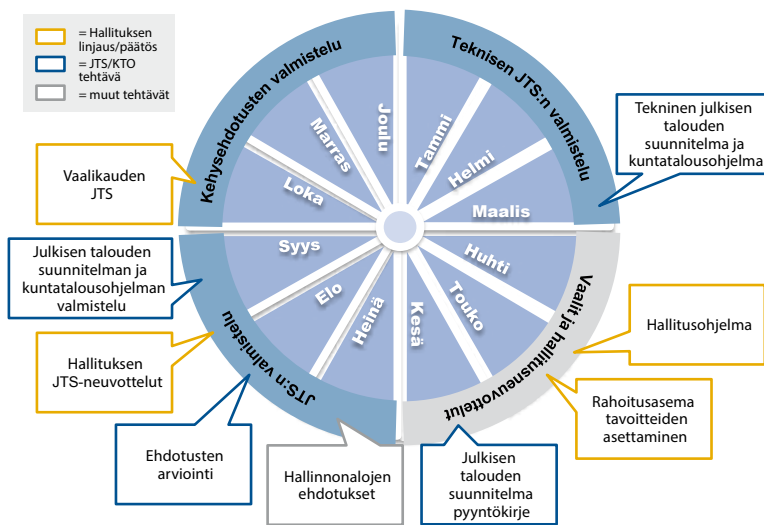 = Hallituksen
linjaus/päätös
= JTS/KTO
tehtävä
= muut tehtävät
Kehysehdotusten valmistelu
Teknisen JTS:n valmistelu
Vaalit ja hallitusneuvottelut
JTS:n valmistelu
Tammi
Helmi
Maalis
Huhti
Touko
Kesä
Heinä
Elo
Syys
Loka
Marras
Joulu
Tekninen julkisen
talouden
suunnitelma ja
kuntatalousohjelma
Hallitusohjelma
Rahoitusasema
tavoitteiden
asettaminen
Julkisen
talouden
suunnitelma
pyyntökirje
Hallinnonalojen
ehdotukset
Ehdotusten
arviointi
Hallituksen
JTS-neuvottelut
Julkisen talouden
suunnitelman ja
kuntatalousohjelman
valmistelu
Vaalikauden
JTS